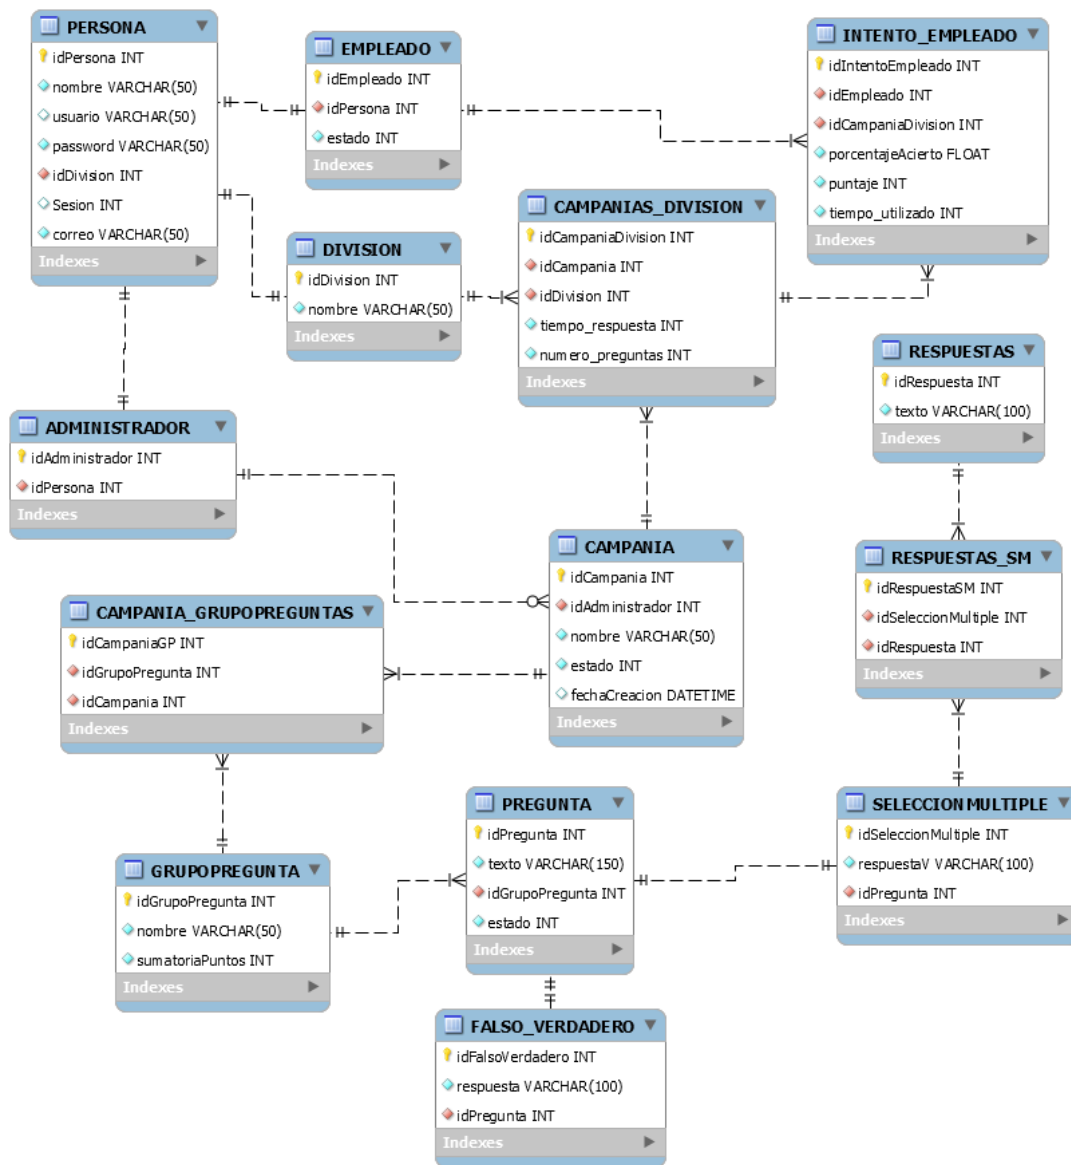 PERSONA
idPersona INT
nombre VARCHAR(50)
usuario VARCHAR(50)
password VARCHAR(50)
idDivision INT
Sesion INT
correo VARCHAR(50)
Indexes
EMPLEADO
idEmpleado INT
idPersona INT
estado INT
Indexes
INTENTO_EMPLEADO
idIntentoEmpleado INT
idEmpleado INT
idCampaniaDivision INT
porcentajeAcierto FLOAT
puntaje INT
tiempo_utilizado INT
Indexes
DIVISION
idDivision INT
nombre VARCHAR(50)
Indexes
CAMPANIAS_DIVISION
idCampaniaDivision INT
idCampania INT
idDivision INT
tiempo_respuesta INT
numero_preguntas INT
Indexes
RESPUESTAS
idRespuesta INT
texto VARCHAR(100)
Indexes
ADMINISTRADOR
idAdministrador INT
idPersona INT
Indexes
CAMPANIA
idCampania INT
idAdministrador INT
nombre VARCHAR(50)
estado INT
fechaCreacion DATETIME
Indexes
RESPUESTAS_SM
idRespuestaSM INT
idSeleccionMultiple INT
idRespuesta INT
Indexes
CAMPANIA_GRUPOPREGUNTAS
idCampaniaGP INT
idGrupoPregunta INT
idCampania INT
Indexes
PREGUNTA
idPregunta INT
texto VARCHAR(150)
idGrupoPregunta INT
estado INT
Indexes
SELECCIONMULTIPLE
idSeleccionMultiple INT
respuestaV VARCHAR(100)
idPregunta INT
Indexes
GRUPOPREGUNTA
idGrupoPregunta INT
nombre VARCHAR(50)
sumatoriaPuntos INT
Indexes
FALSO_VERDADERO
idFalsoVerdadero INT
respuesta VARCHAR(100)
idPregunta INT
Indexes